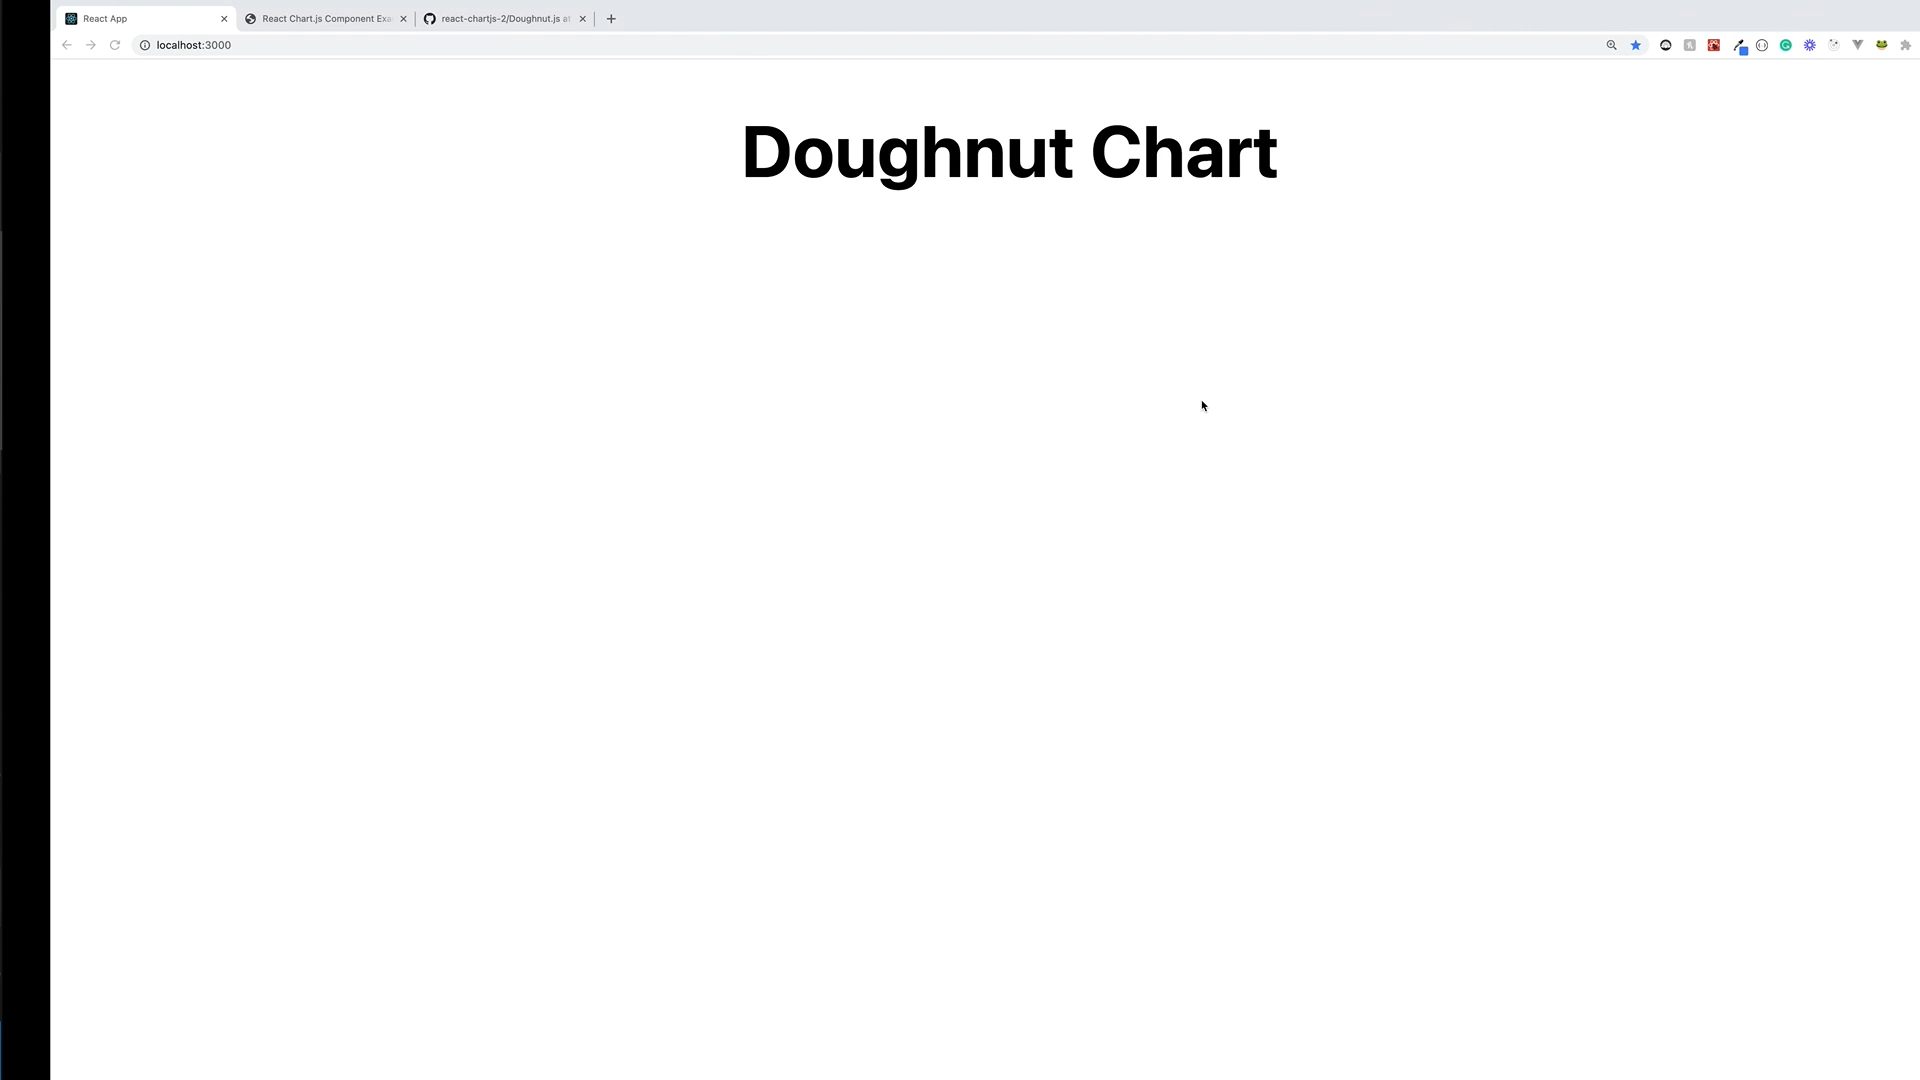 React App
React Chart.js Component Exa
react-chartjs-2/Doughnut.js at
localhost:3000
Doughnut Chart